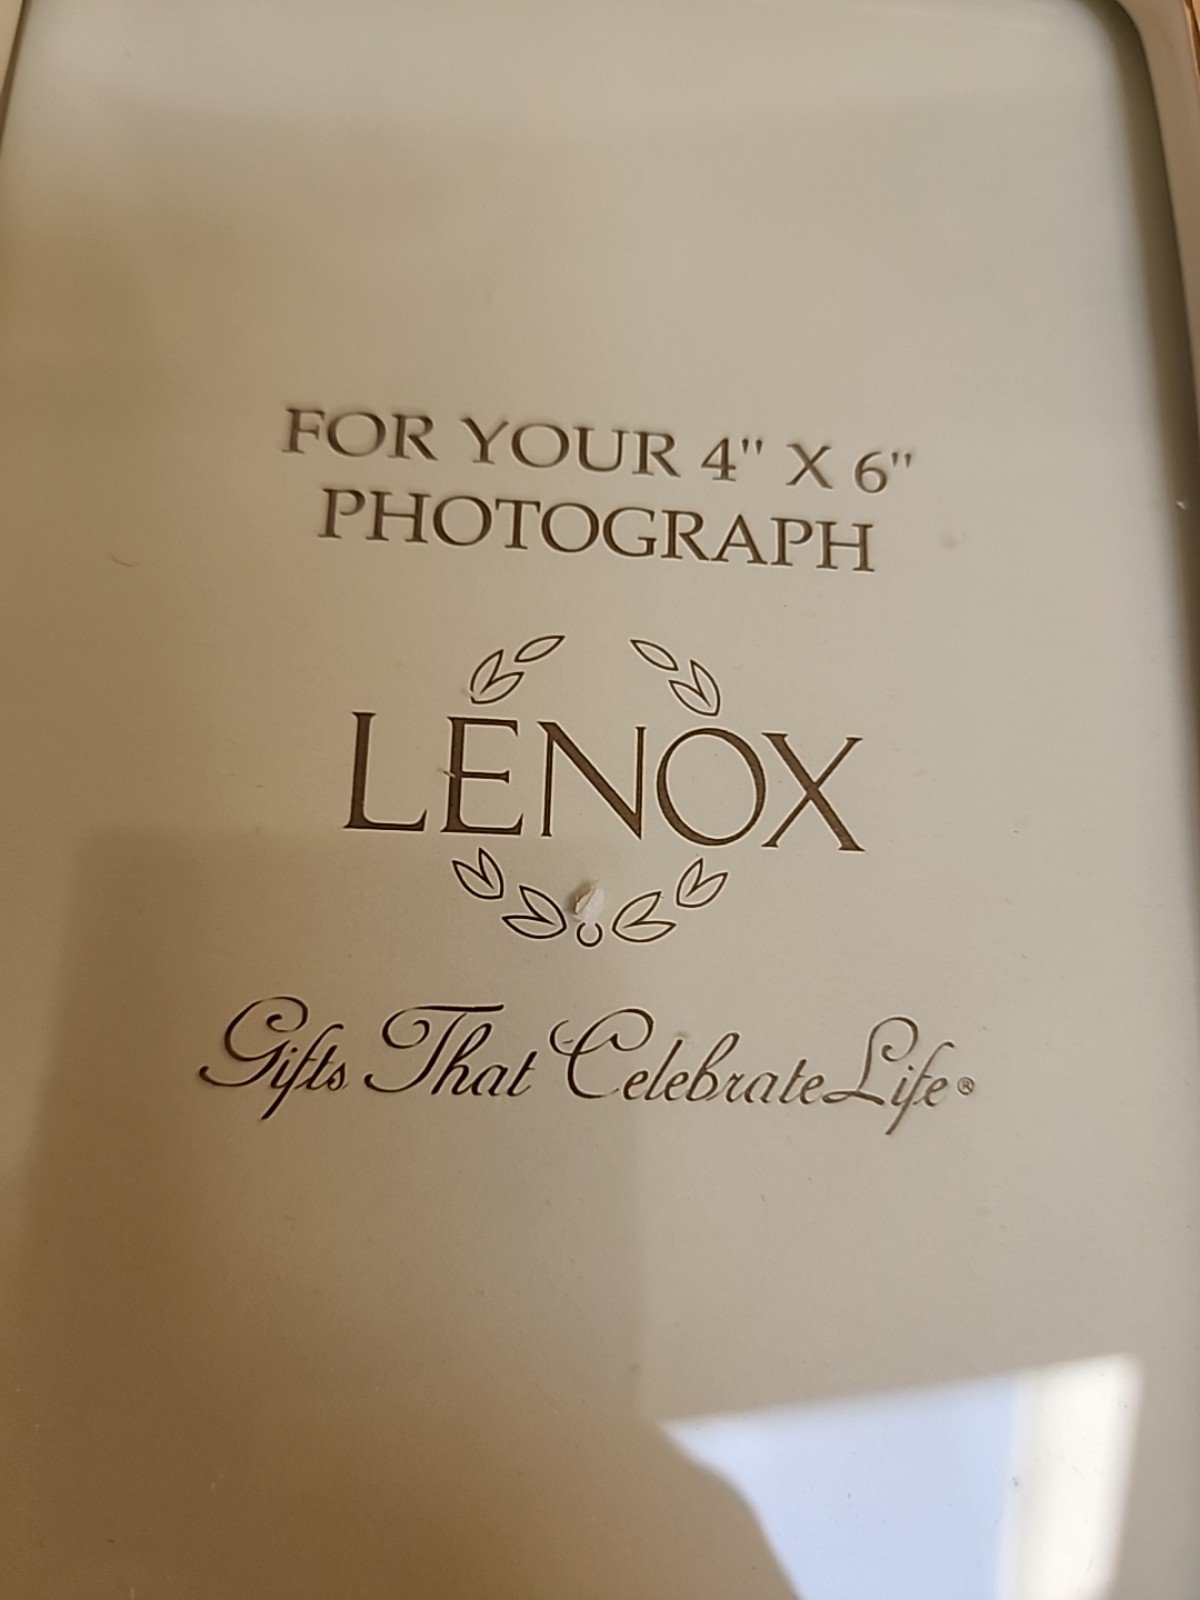 FOR YOUR 4" X 6"
PHOTOGRAPH
LENOX
Gifts That Celebrate Life®